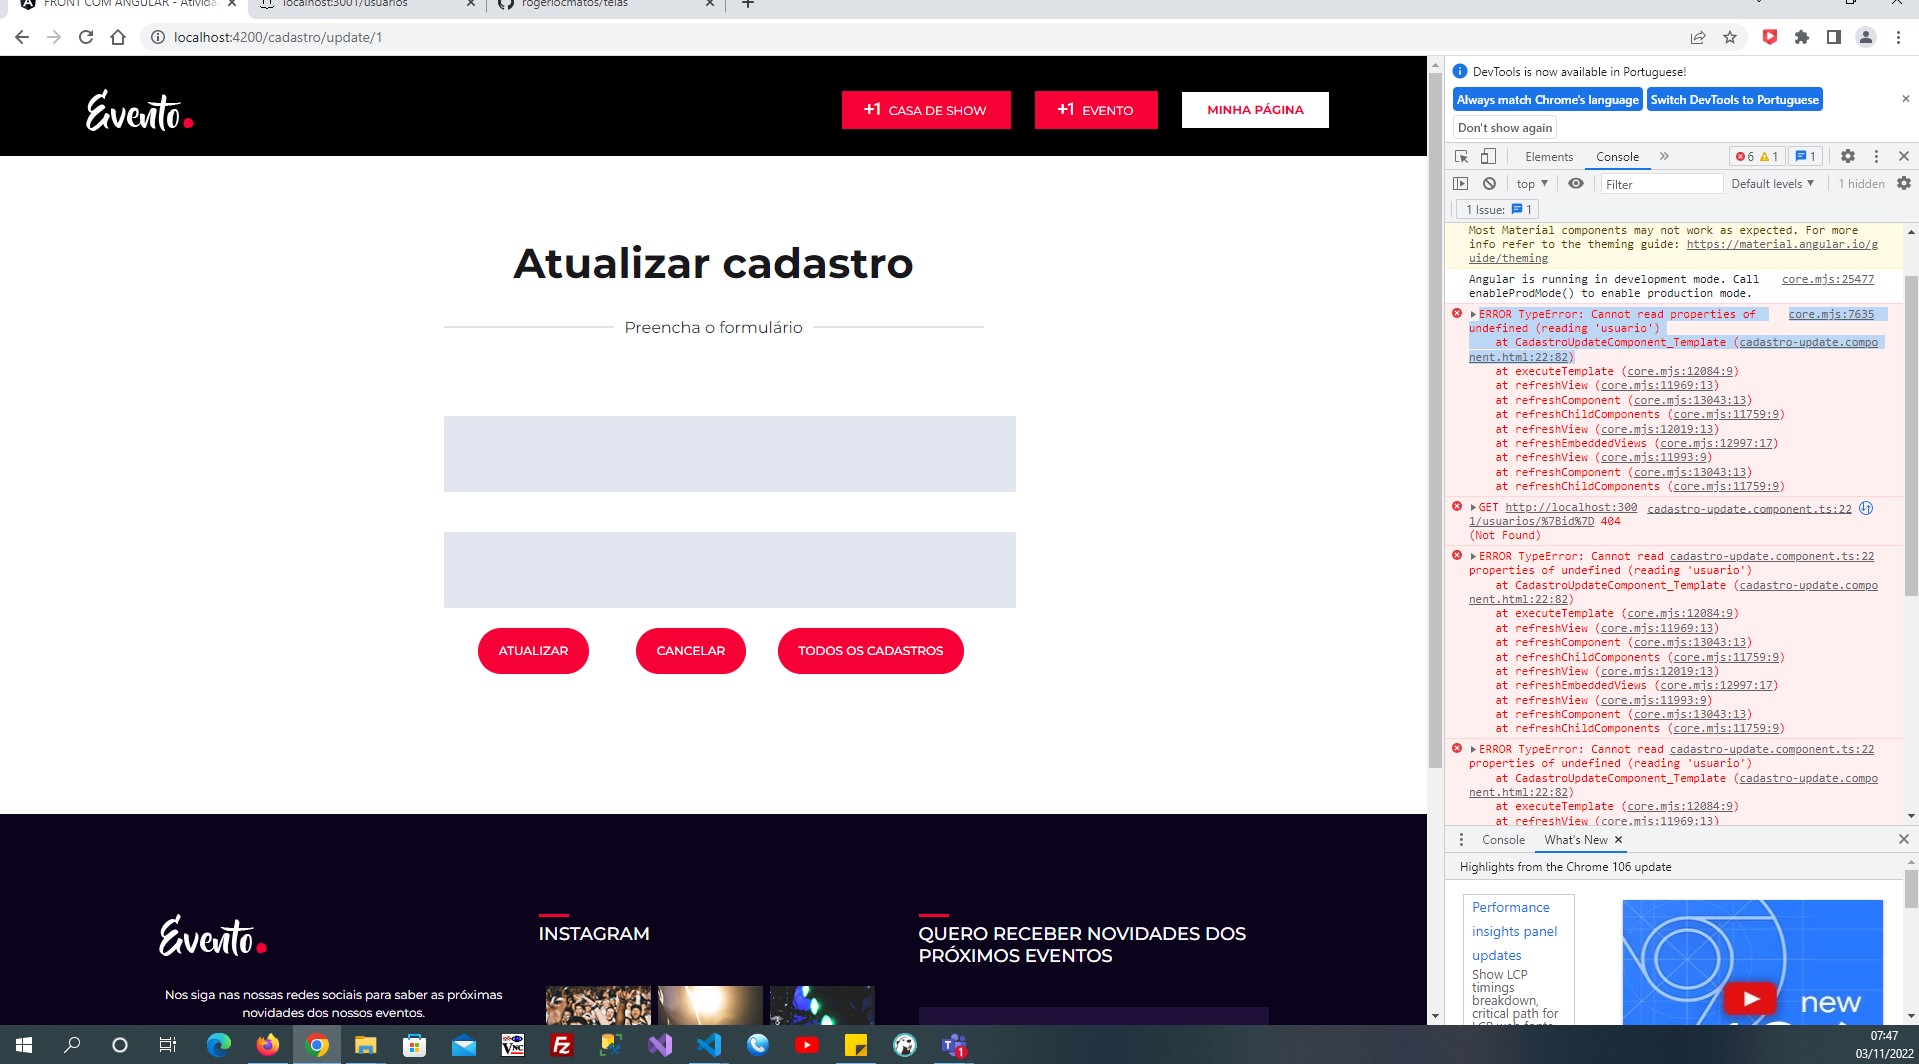 FRONT COM ANGULAR - Ativida
localhost:3001/usuarios
rogeriocmatos/telas
localhost:4200/cadastro/update/1
Evento.
+1 CASA DE SHOW
+1 EVENTO
MINHA PÁGINA
Atualizar cadastro
Preencha o formulário
ATUALIZAR
CANCELAR
TODOS OS CADASTROS
Evento.
Nos siga nas nossas redes sociais para saber as próximas
novidades dos nossos eventos.
INSTAGRAM
QUERO RECEBER NOVIDADES DOS
PRÓXIMOS EVENTOS
DevTools is now available in Portuguese!
Always match Chrome's language
Switch DevTools to Portuguese
Don't show again
Elements
Console
6
1
1
top
Filter
Default levels
1 hidden
1 Issue: 1
Most Material components may not work as expected. For more
info refer to the theming guide: https://material.angular.io/g
uide/theming
Angular is running in development mode. Call core.mjs:25477
enableProdMode() to enable production mode.
ERROR TypeError: Cannot read properties of core.mjs:7635
undefined (reading 'usuario')
at CadastroUpdateComponent_Template (cadastro-update.compo
nent.html:22:82)
at executeTemplate (core.mjs:12084:9)
at refreshView (core.mjs:11969:13)
at refreshComponent (core.mjs:13043:13)
at refreshChildComponents (core.mjs:11759:9)
at refreshView (core.mjs:12019:13)
at refreshEmbeddedViews (core.mjs:12997:17)
at refreshView (core.mjs:11993:9)
at refreshComponent (core.mjs:13043:13)
at refreshChildComponents (core.mjs:11759:9)
GET http://localhost:300 cadastro-update.component.ts:22
1/usuarios/%7Bid%7D 404
(Not Found)
ERROR TypeError: Cannot read cadastro-update.component.ts:22
properties of undefined (reading 'usuario')
at CadastroUpdateComponent_Template (cadastro-update.compo
nent.html:22:82)
at executeTemplate (core.mjs:12084:9)
at refreshView (core.mjs:11969:13)
at refreshComponent (core.mjs:13043:13)
at refreshChildComponents (core.mjs:11759:9)
at refreshView (core.mjs:12019:13)
at refreshEmbeddedViews (core.mjs:12997:17)
at refreshView (core.mjs:11993:9)
at refreshComponent (core.mjs:13043:13)
at refreshChildComponents (core.mjs:11759:9)
ERROR TypeError: Cannot read cadastro-update.component.ts:22
properties of undefined (reading 'usuario')
at CadastroUpdateComponent_Template (cadastro-update.compo
nent.html:22:82)
at executeTemplate (core.mjs:12084:9)
at refreshView (core.mjs:11969:13)
Console
What's New
Highlights from the Chrome 106 update
Performance
insights panel
updates
Show LCP
timings
breakdown,
critical path for
LCP web fonts
new
07:47
03/11/2022